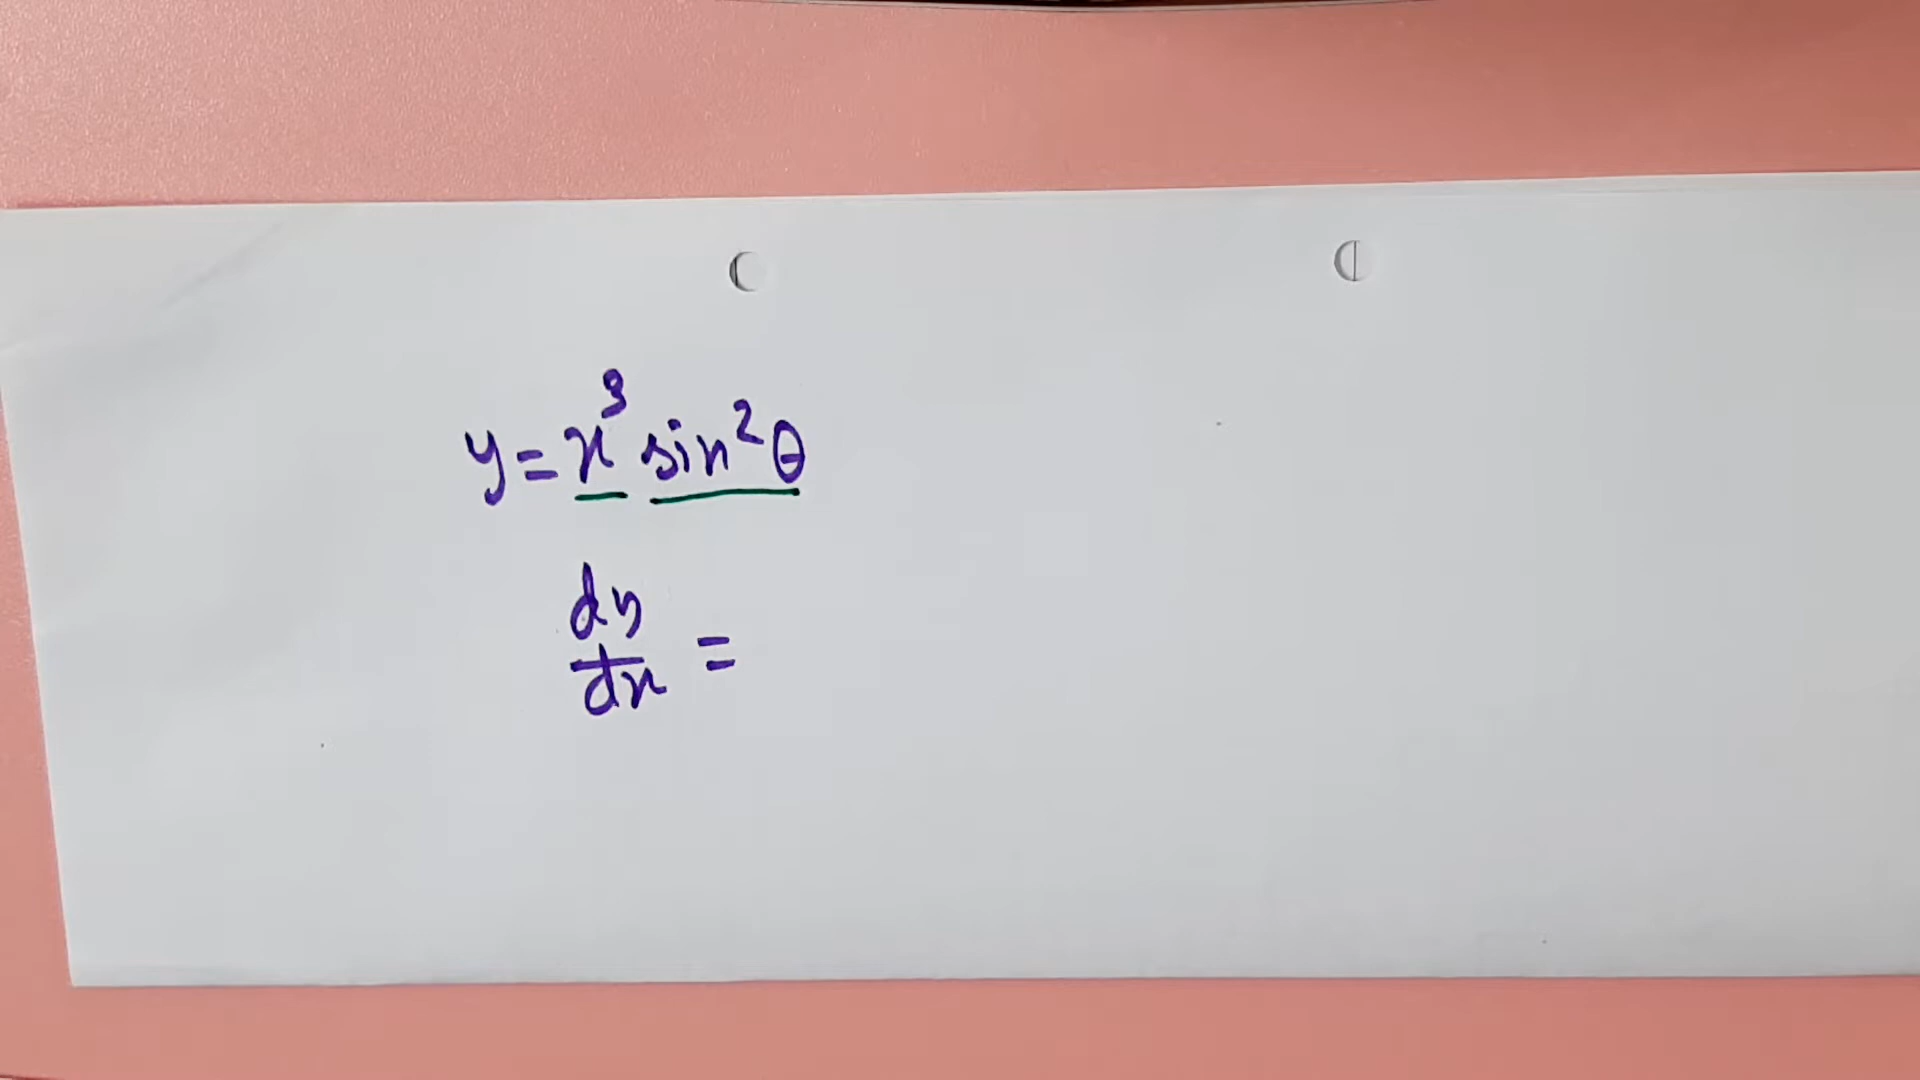 y = x³ sin²θ
dy/dx =